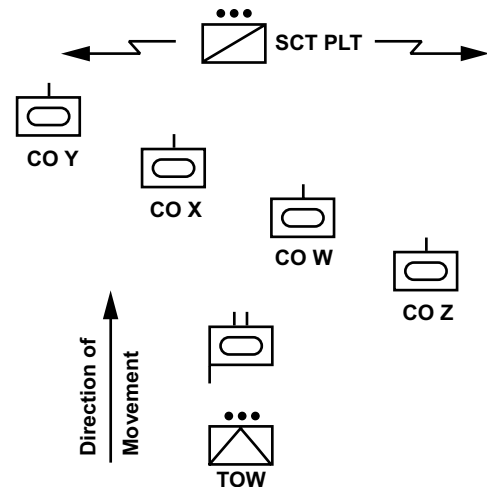 SCT PLT
CO Y
CO X
CO W
CO Z
Direction of
Movement
TOW